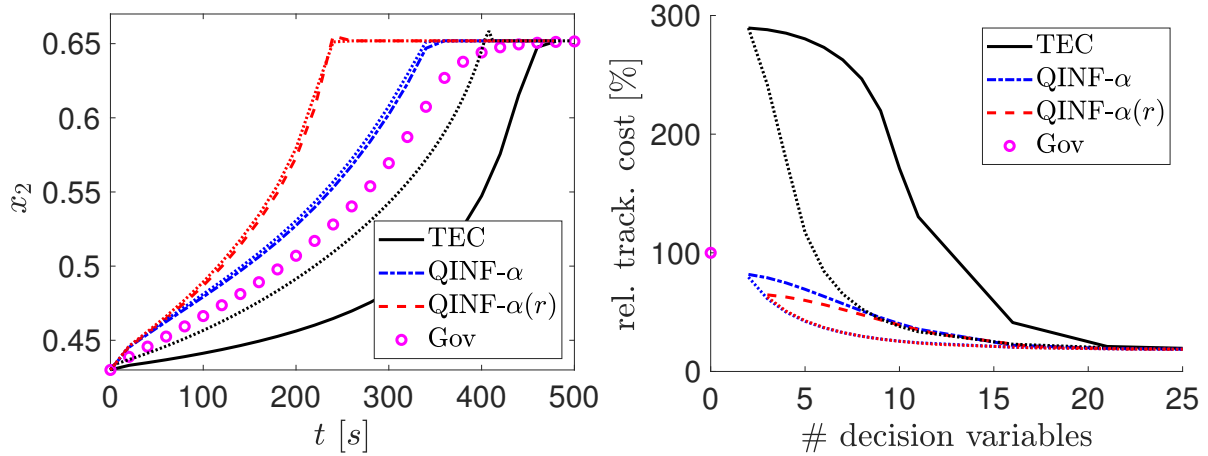 0.65
0.6
0.55
0.5
0.45
x₂
0 100 200 300 400 500
t [s]
TEC
QINF-α
QINF-α(r)
Gov
300
200
100
0
rel. track. cost [%]
0 5 10 15 20 25
# decision variables
TEC
QINF-α
QINF-α(r)
Gov